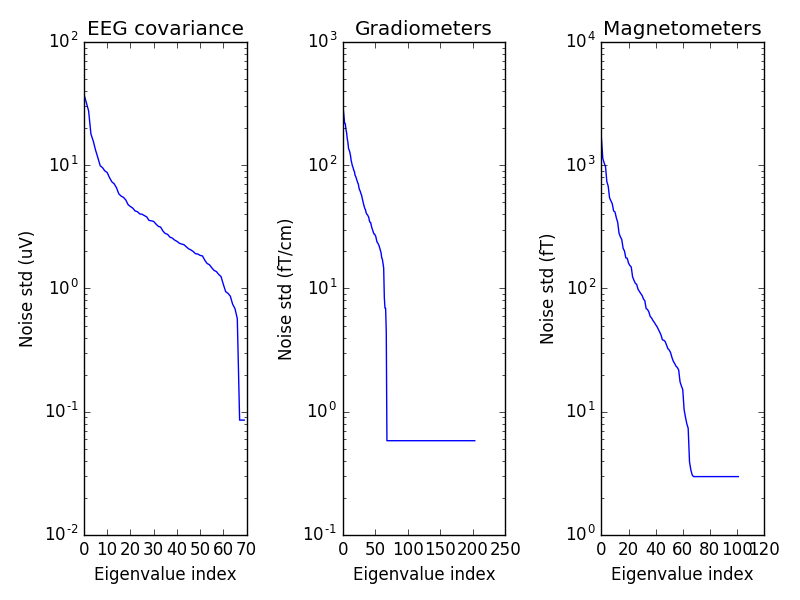 EEG covariance
Noise std (uV)
10^2
10^1
10^0
10^-1
10^-2
0 10 20 30 40 50 60 70
Eigenvalue index
Gradiometers
Noise std (fT/cm)
10^3
10^2
10^1
10^0
10^-1
0 50 100 150 200 250
Eigenvalue index
Magnetometers
Noise std (fT)
10^4
10^3
10^2
10^1
10^0
0 20 40 60 80 100 120
Eigenvalue index